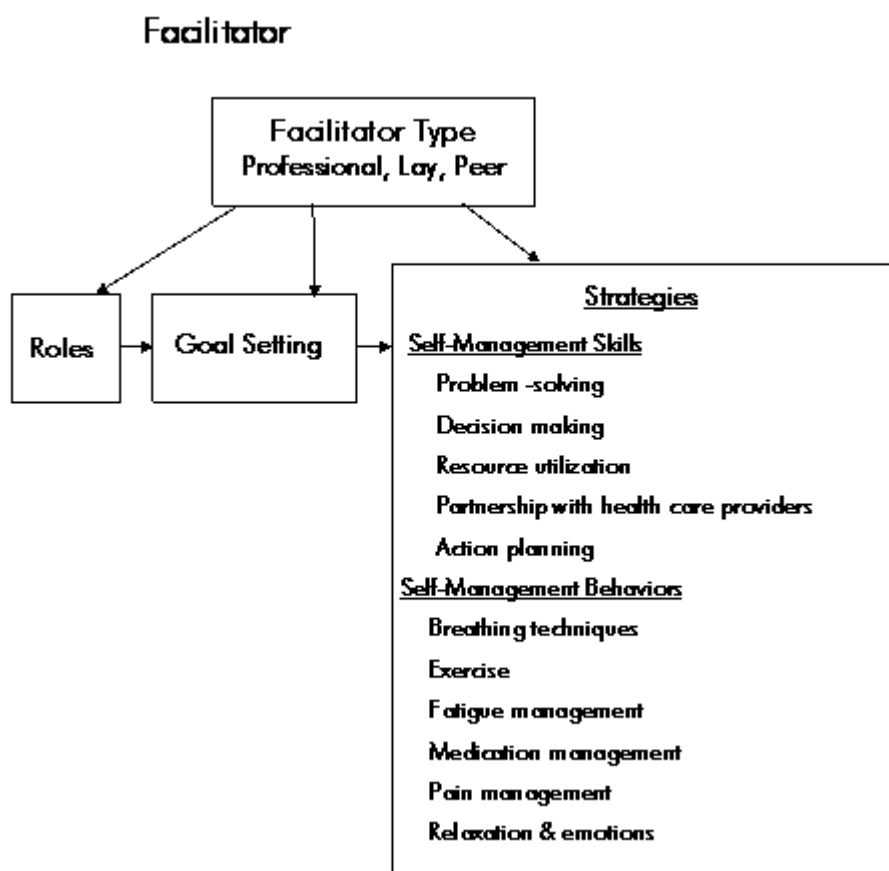 Facilitator
Facilitator Type
Professional, Lay, Peer
Roles
Goal Setting
Strategies
Self-Management Skills
Problem -solving
Decision making
Resource utilization
Partnership with health care providers
Action planning
Self-Management Behaviors
Breathing techniques
Exercise
Fatigue management
Medication management
Pain management
Relaxation & emotions